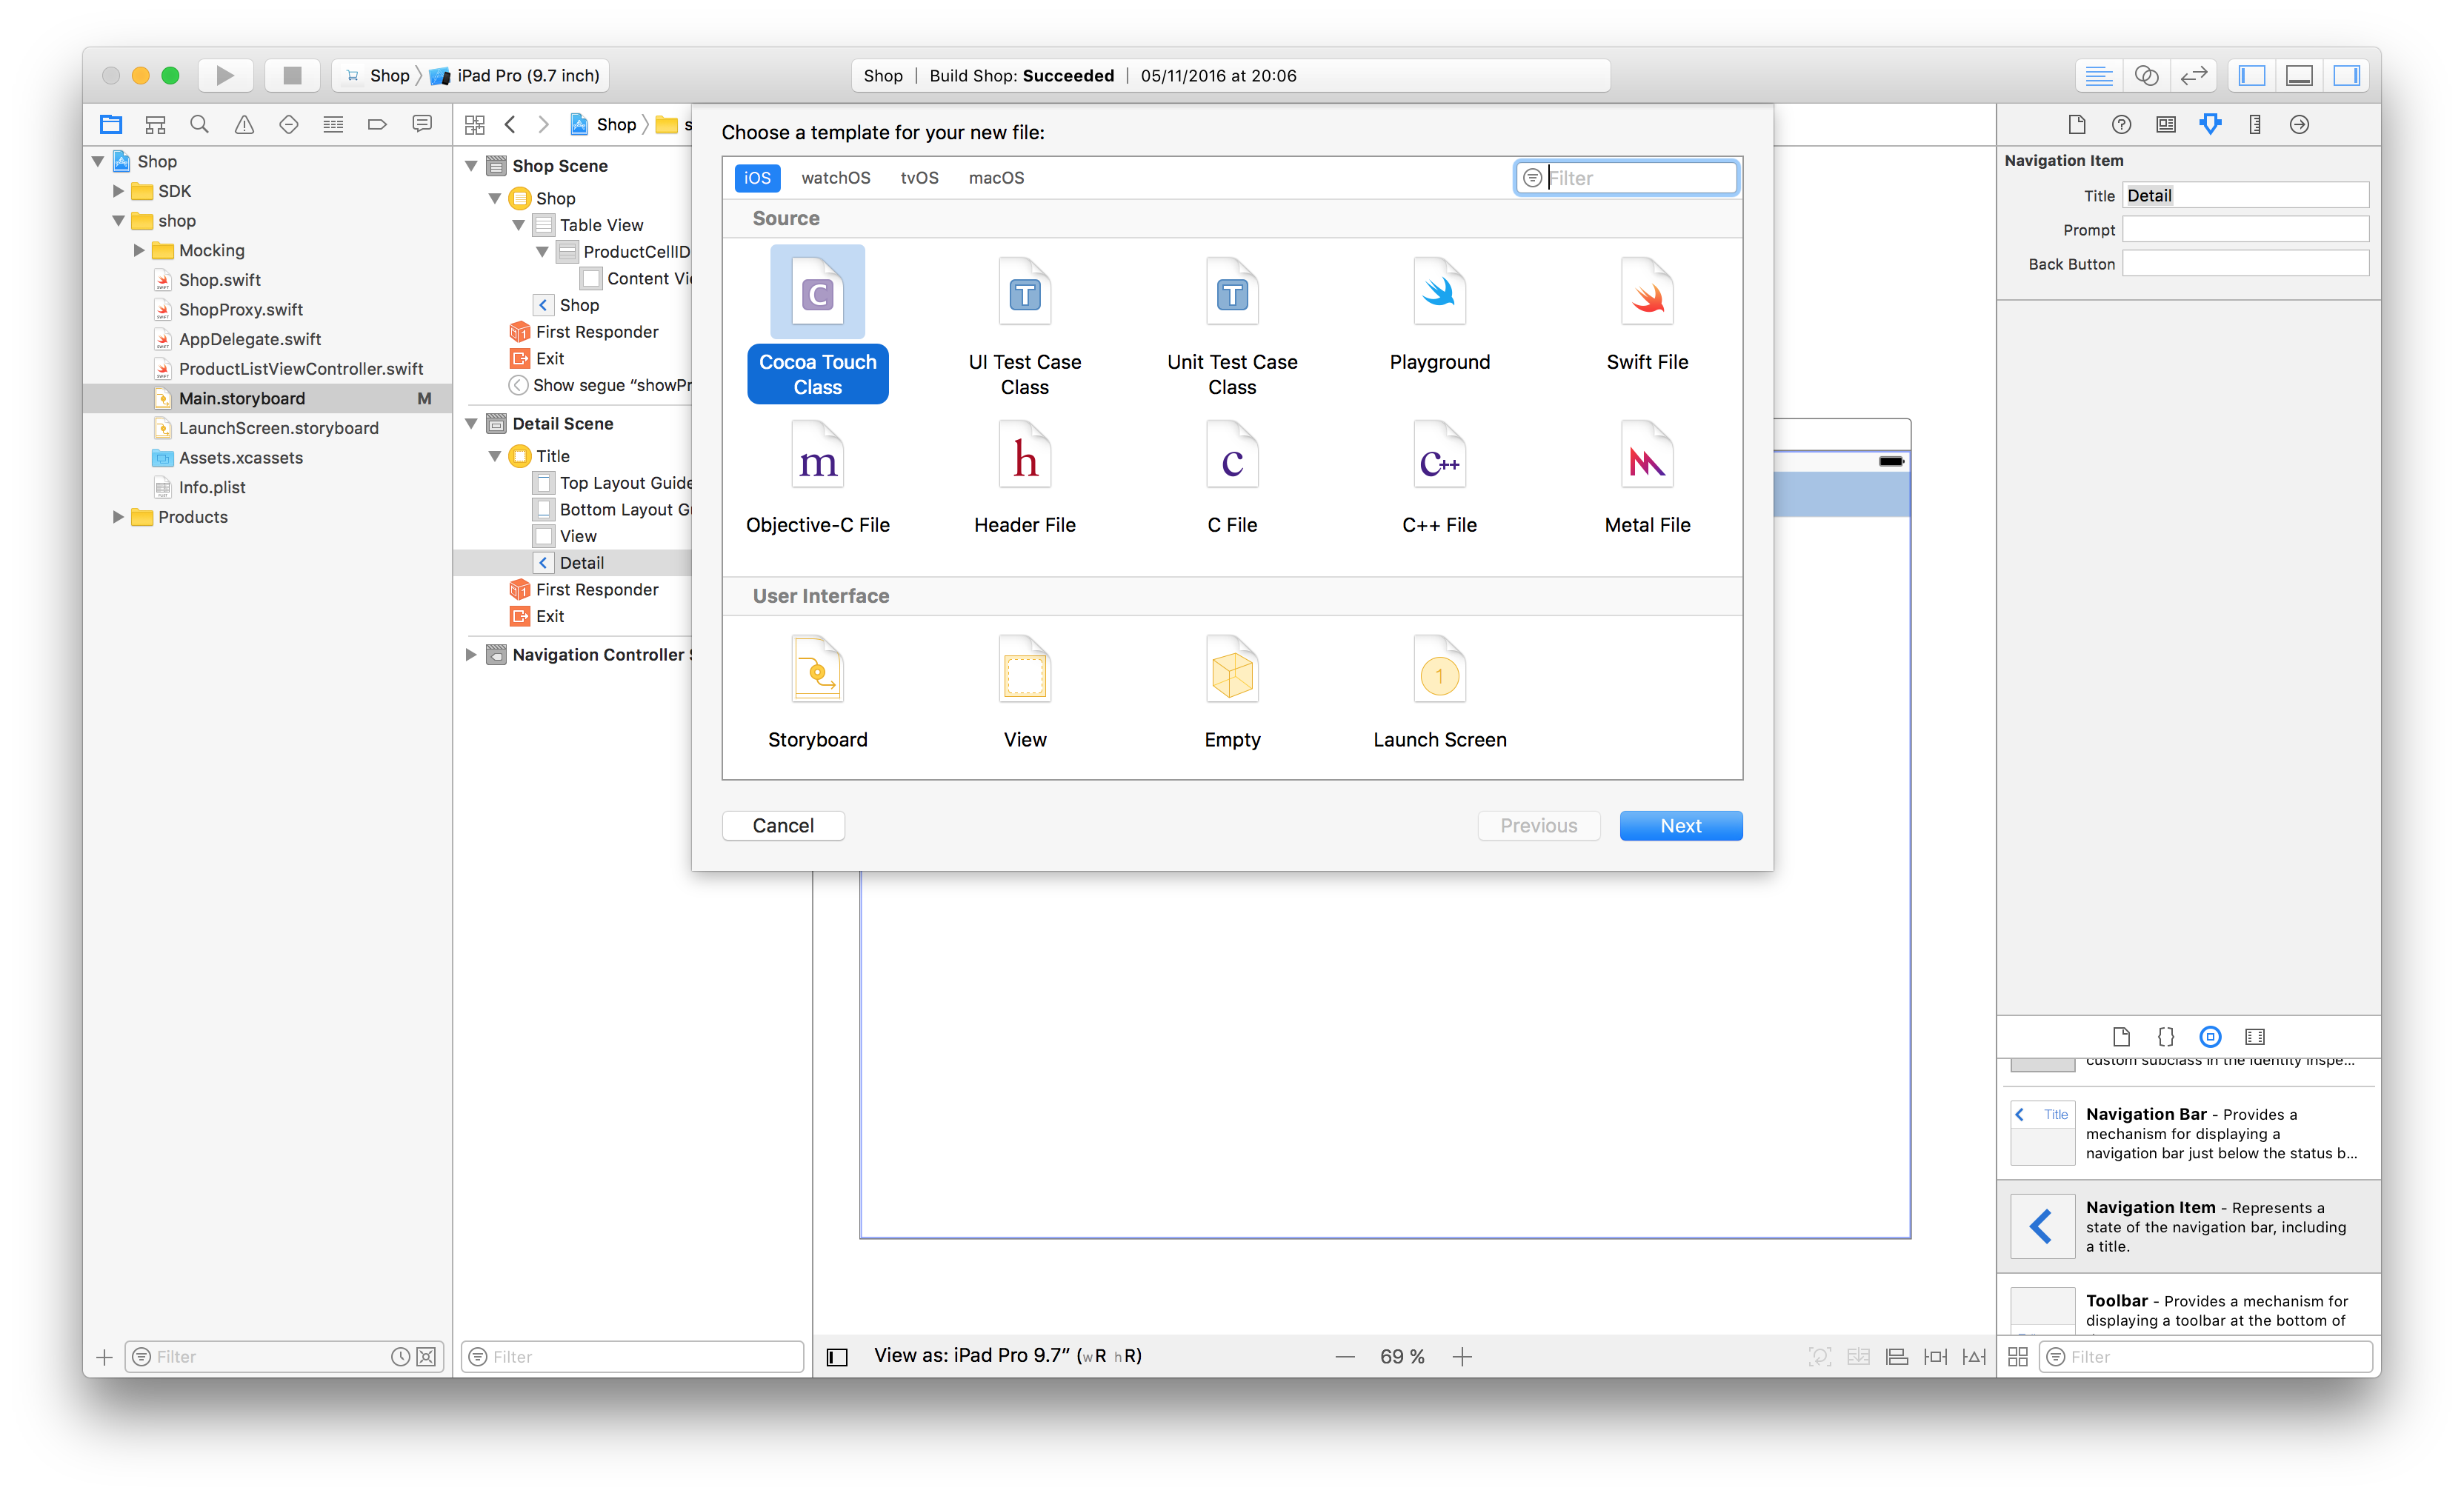 Shop
iPad Pro (9.7 inch)
Shop | Build Shop: Succeeded | 05/11/2016 at 20:06
Shop
SDK
shop
Mocking
Shop.swift
ShopProxy.swift
AppDelegate.swift
ProductListViewController.swift
Main.storyboard M
LaunchScreen.storyboard
Assets.xcassets
Info.plist
Products
Filter
Shop
s
Shop Scene
Shop
Table View
ProductCellID
Content Vi
Shop
First Responder
Exit
Show segue “showPr
Detail Scene
Title
Top Layout Guide
Bottom Layout G
View
Detail
First Responder
Exit
Navigation Controller S
Filter
Choose a template for your new file:
iOS watchOS tvOS macOS
Filter
Source
C
T
T
Cocoa Touch
Class
UI Test Case
Class
Unit Test Case
Class
Playground
Swift File
m
h
c
C++
Objective-C File
Header File
C File
C++ File
Metal File
User Interface
1
Storyboard
View
Empty
Launch Screen
Cancel
Previous
Next
View as: iPad Pro 9.7” (wR hR)
69 %
Navigation Item
Title Detail
Prompt
Back Button
{}
custom subclass in the Identity Inspe...
Title
Navigation Bar - Provides a
mechanism for displaying a
navigation bar just below the status b...
Navigation Item - Represents a
state of the navigation bar, including
a title.
Toolbar - Provides a mechanism for
displaying a toolbar at the bottom of
Filter